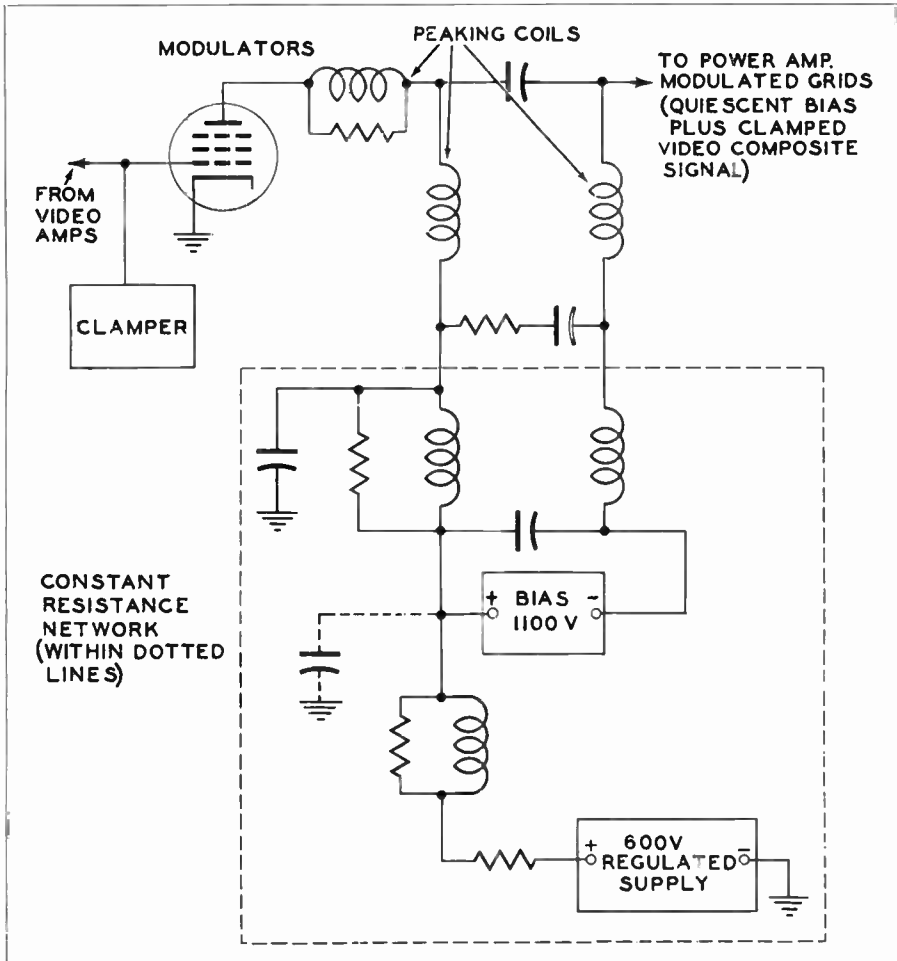 MODULATORS
PEAKING COILS
TO POWER AMP.
MODULATED GRIDS
(QUIESCENT BIAS
PLUS CLAMPED
VIDEO COMPOSITE
SIGNAL)
FROM
VIDEO
AMPS
CLAMPER
CONSTANT
RESISTANCE
NETWORK
(WITHIN DOTTED
LINES)
+ BIAS -
1100 V
+ 600V -
REGULATED
SUPPLY